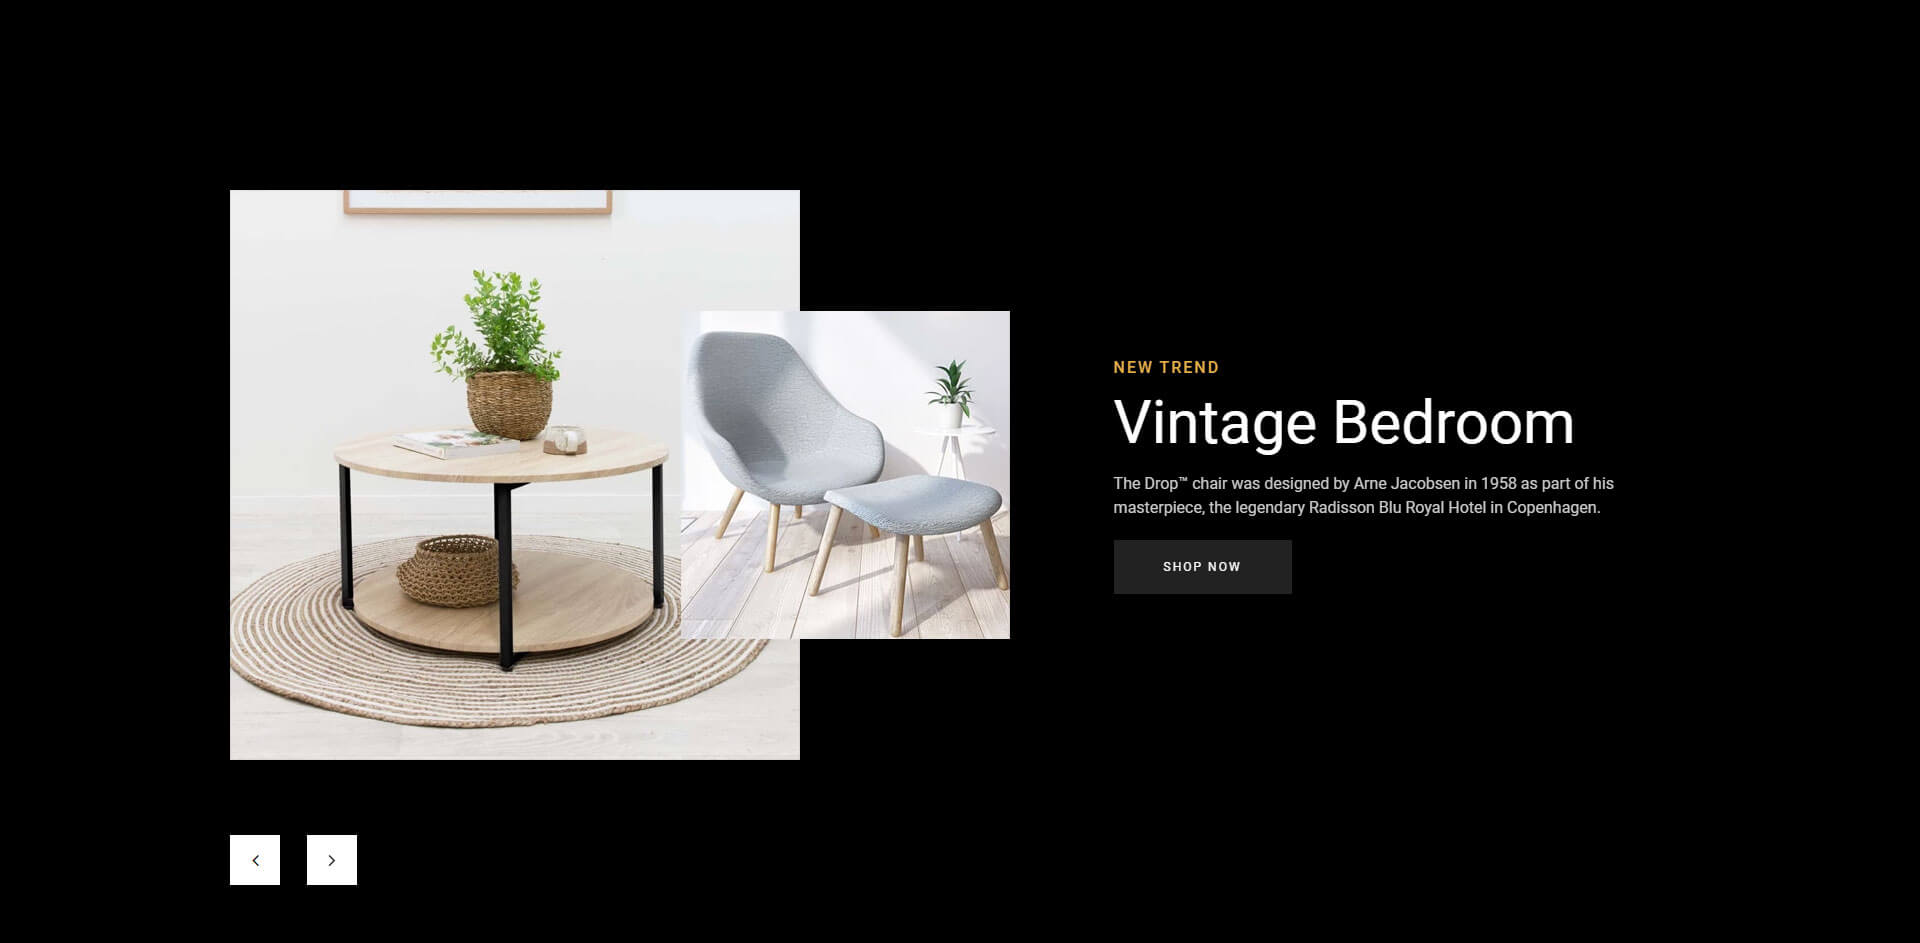 NEW TREND
Vintage Bedroom
The Drop™ chair was designed by Arne Jacobsen in 1958 as part of his
masterpiece, the legendary Radisson Blu Royal Hotel in Copenhagen.
SHOP NOW